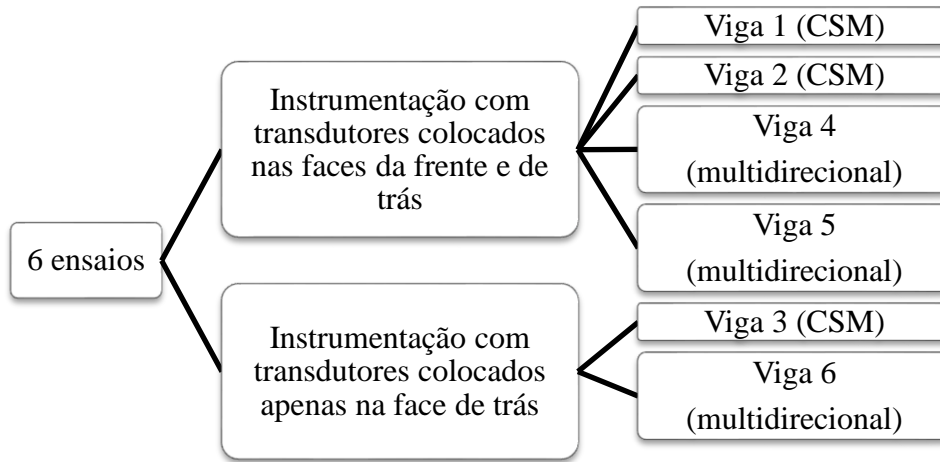 6 ensaios
Instrumentação com
transdutores colocados
nas faces da frente e de
trás
Viga 1 (CSM)
Viga 2 (CSM)
Viga 4
(multidirecional)
Viga 5
(multidirecional)
Instrumentação com
transdutores colocados
apenas na face de trás
Viga 3 (CSM)
Viga 6
(multidirecional)